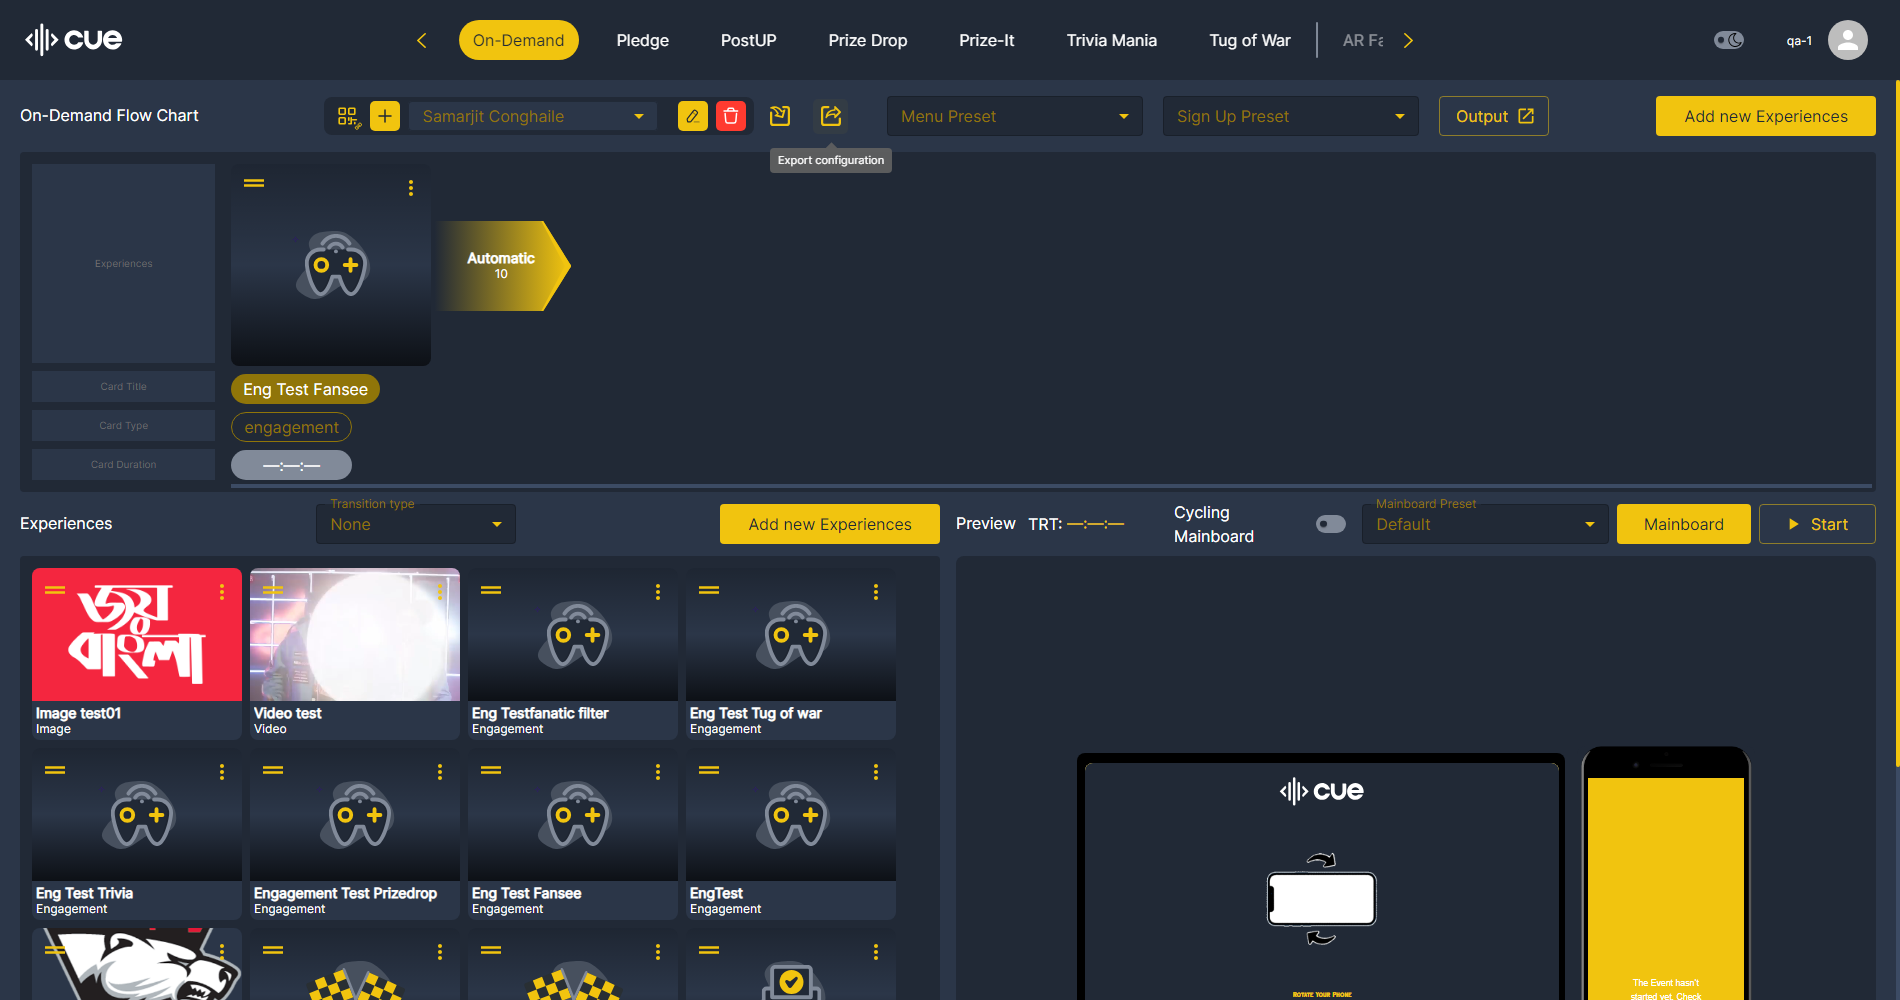 cue
On-Demand
Pledge
PostUP
Prize Drop
Prize-It
Trivia Mania
Tug of War
AR Fa
qa-1
On-Demand Flow Chart
Samarjit Conghaile
Menu Preset
Sign Up Preset
Output
Add new Experiences
Export configuration
Experiences
Automatic
10
Card Title
Eng Test Fansee
Card Type
engagement
Card Duration
—:—:—
Experiences
Transition type
None
Add new Experiences
Preview
TRT: —:—:—
Cycling
Mainboard
Mainboard Preset
Default
Mainboard
Start
জয়
বাংলা
Image test01
Image
Video test
Video
Eng Testfanatic filter
Engagement
Eng Test Tug of war
Engagement
Eng Test Trivia
Engagement
Engagement Test Prizedrop
Engagement
Eng Test Fansee
Engagement
EngTest
Engagement
cue
Rotate Your Phone
The Event hasn't
started yet. Check